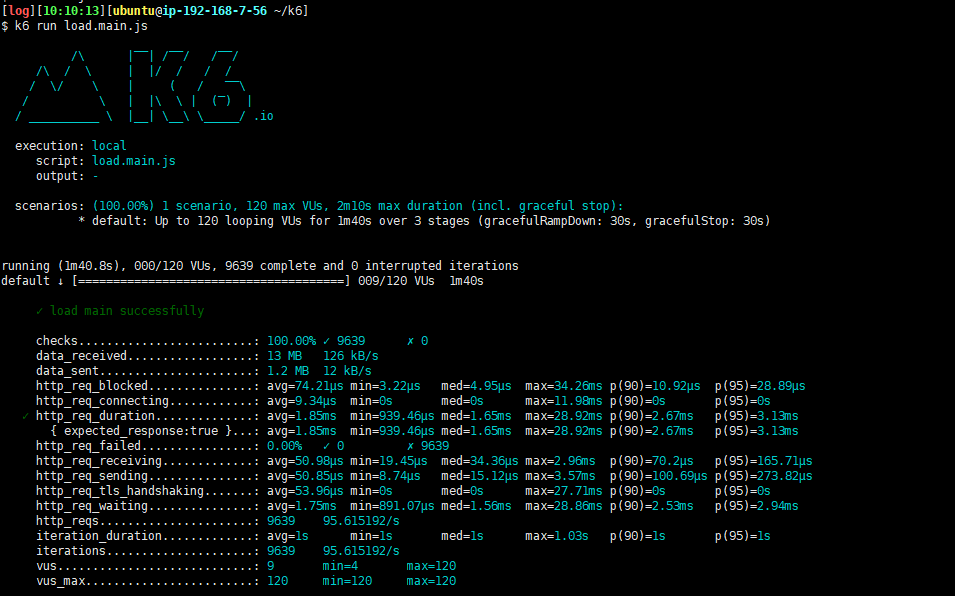 [log][10:10:13][ubuntu@ip-192-168-7-56 ~/k6]
$ k6 run load.main.js
          /\      |‾‾| /‾‾/   /‾‾/
     /\  /  \     |  |/  /   /  /
    /  \/    \    |     (   /   ‾‾\
   /          \   |  |\  \ |  (‾)  |
  / __________ \  |__| \__\ \_____/ .io
  execution: local
     script: load.main.js
     output: -
  scenarios: (100.00%) 1 scenario, 120 max VUs, 2m10s max duration (incl. graceful stop):
           * default: Up to 120 looping VUs for 1m40s over 3 stages (gracefulRampDown: 30s, gracefulStop: 30s)
running (1m40.8s), 000/120 VUs, 9639 complete and 0 interrupted iterations
default ↓ [======================================] 009/120 VUs  1m40s
     ✓ load main successfully
     checks.........................: 100.00% ✓ 9639      ✗ 0
     data_received..................: 13 MB   126 kB/s
     data_sent......................: 1.2 MB  12 kB/s
     http_req_blocked...............: avg=74.21µs min=3.22µs   med=4.95µs  max=34.26ms p(90)=10.92µs  p(95)=28.89µs
     http_req_connecting............: avg=9.34µs  min=0s       med=0s      max=11.98ms p(90)=0s       p(95)=0s
   ✓ http_req_duration..............: avg=1.85ms  min=939.46µs med=1.65ms  max=28.92ms p(90)=2.67ms   p(95)=3.13ms
       { expected_response:true }...: avg=1.85ms  min=939.46µs med=1.65ms  max=28.92ms p(90)=2.67ms   p(95)=3.13ms
     http_req_failed................: 0.00%   ✓ 0         ✗ 9639
     http_req_receiving.............: avg=50.98µs min=19.45µs  med=34.36µs max=2.96ms  p(90)=70.2µs   p(95)=165.71µs
     http_req_sending...............: avg=50.85µs min=8.74µs   med=15.12µs max=3.57ms  p(90)=100.69µs p(95)=273.82µs
     http_req_tls_handshaking.......: avg=53.96µs min=0s       med=0s      max=27.71ms p(90)=0s       p(95)=0s
     http_req_waiting...............: avg=1.75ms  min=891.07µs med=1.56ms  max=28.86ms p(90)=2.53ms   p(95)=2.94ms
     http_reqs......................: 9639    95.615192/s
     iteration_duration.............: avg=1s      min=1s       med=1s      max=1.03s   p(90)=1s       p(95)=1s
     iterations.....................: 9639    95.615192/s
     vus............................: 9       min=4       max=120
     vus_max........................: 120     min=120     max=120